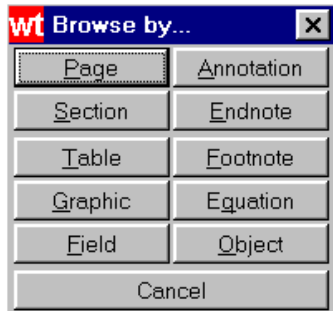 wt Browse by...
Page Annotation
Section Endnote
Table Footnote
Graphic Equation
Field Object
Cancel